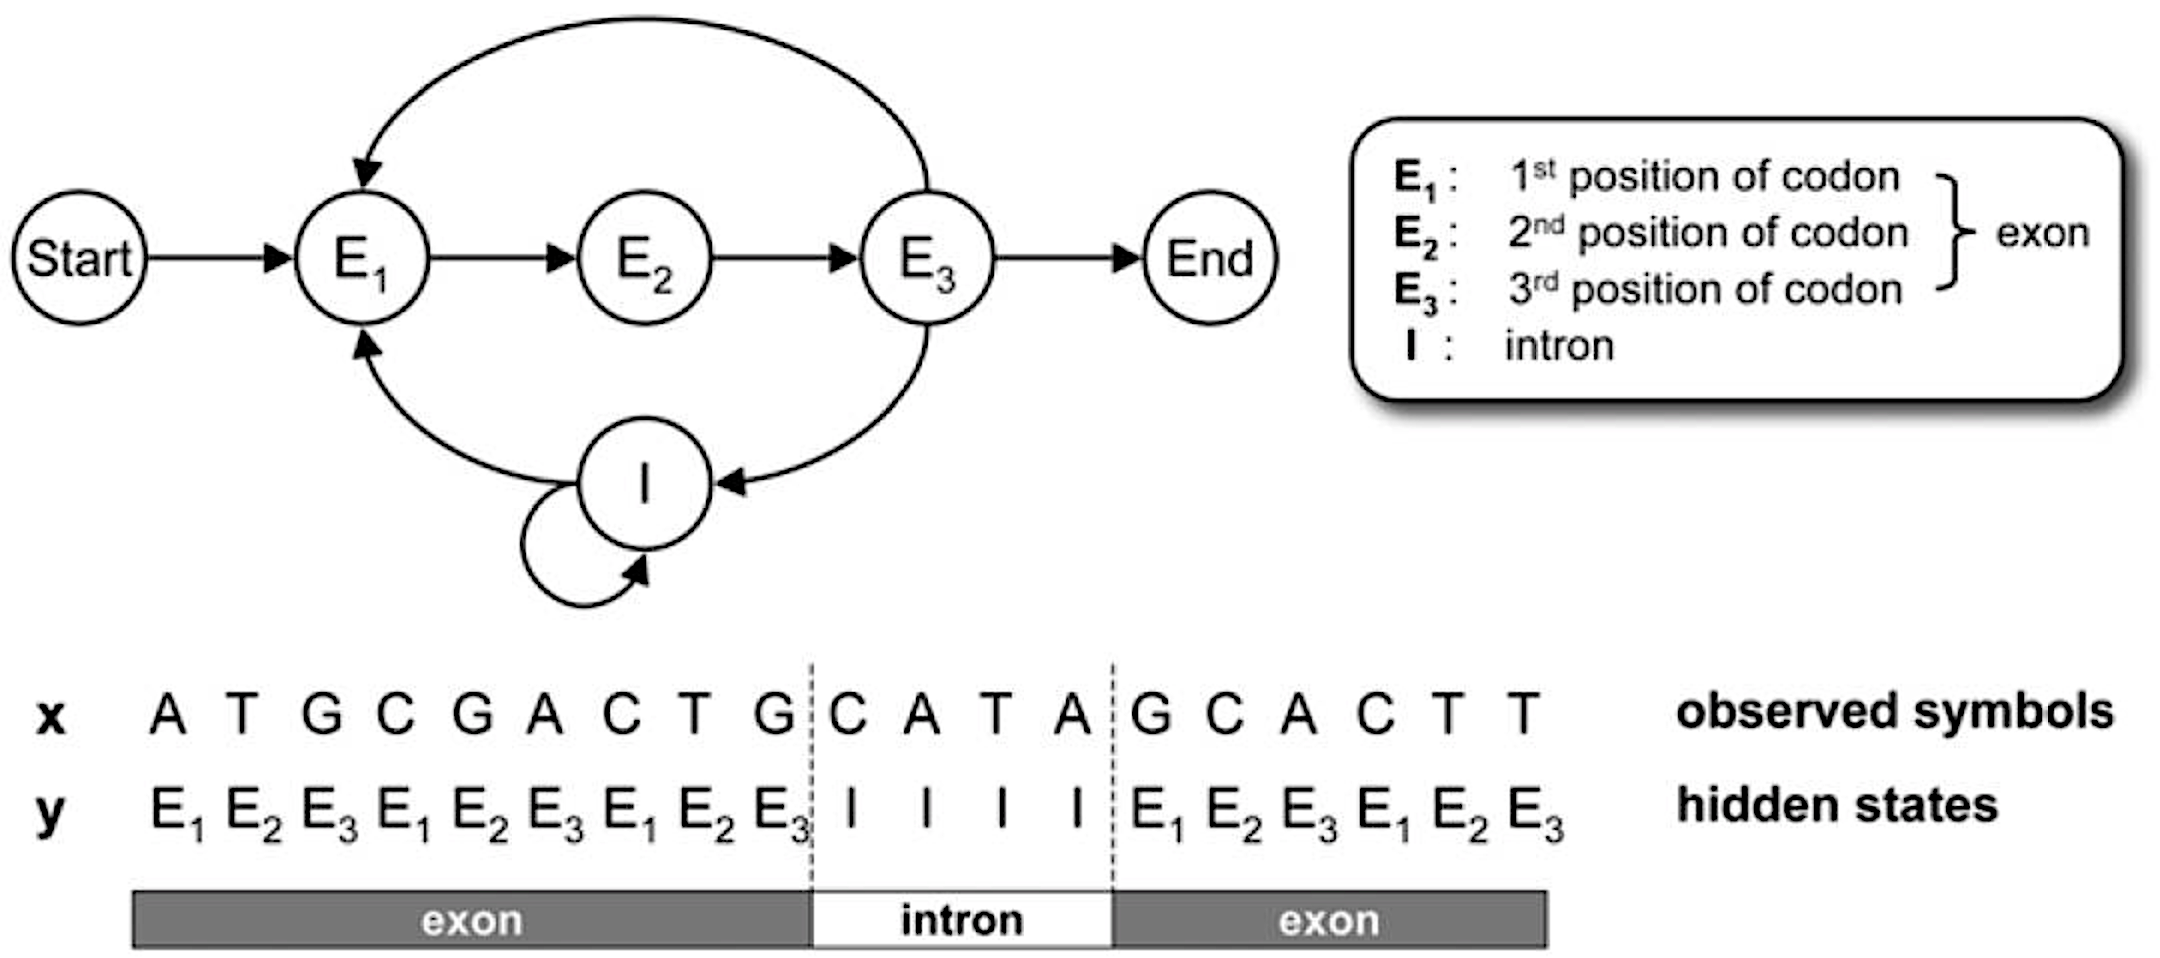 Start E₁ E₂ E₃ End
I
E₁ : 1ˢᵗ position of codon
E₂ : 2ⁿᵈ position of codon
E₃ : 3ʳᵈ position of codon
exon
I : intron
x A T G C G A C T G C A T A G C A C T T observed symbols
y E₁ E₂ E₃ E₁ E₂ E₃ E₁ E₂ E₃ I I I I E₁ E₂ E₃ E₁ E₂ E₃ hidden states
exon intron exon